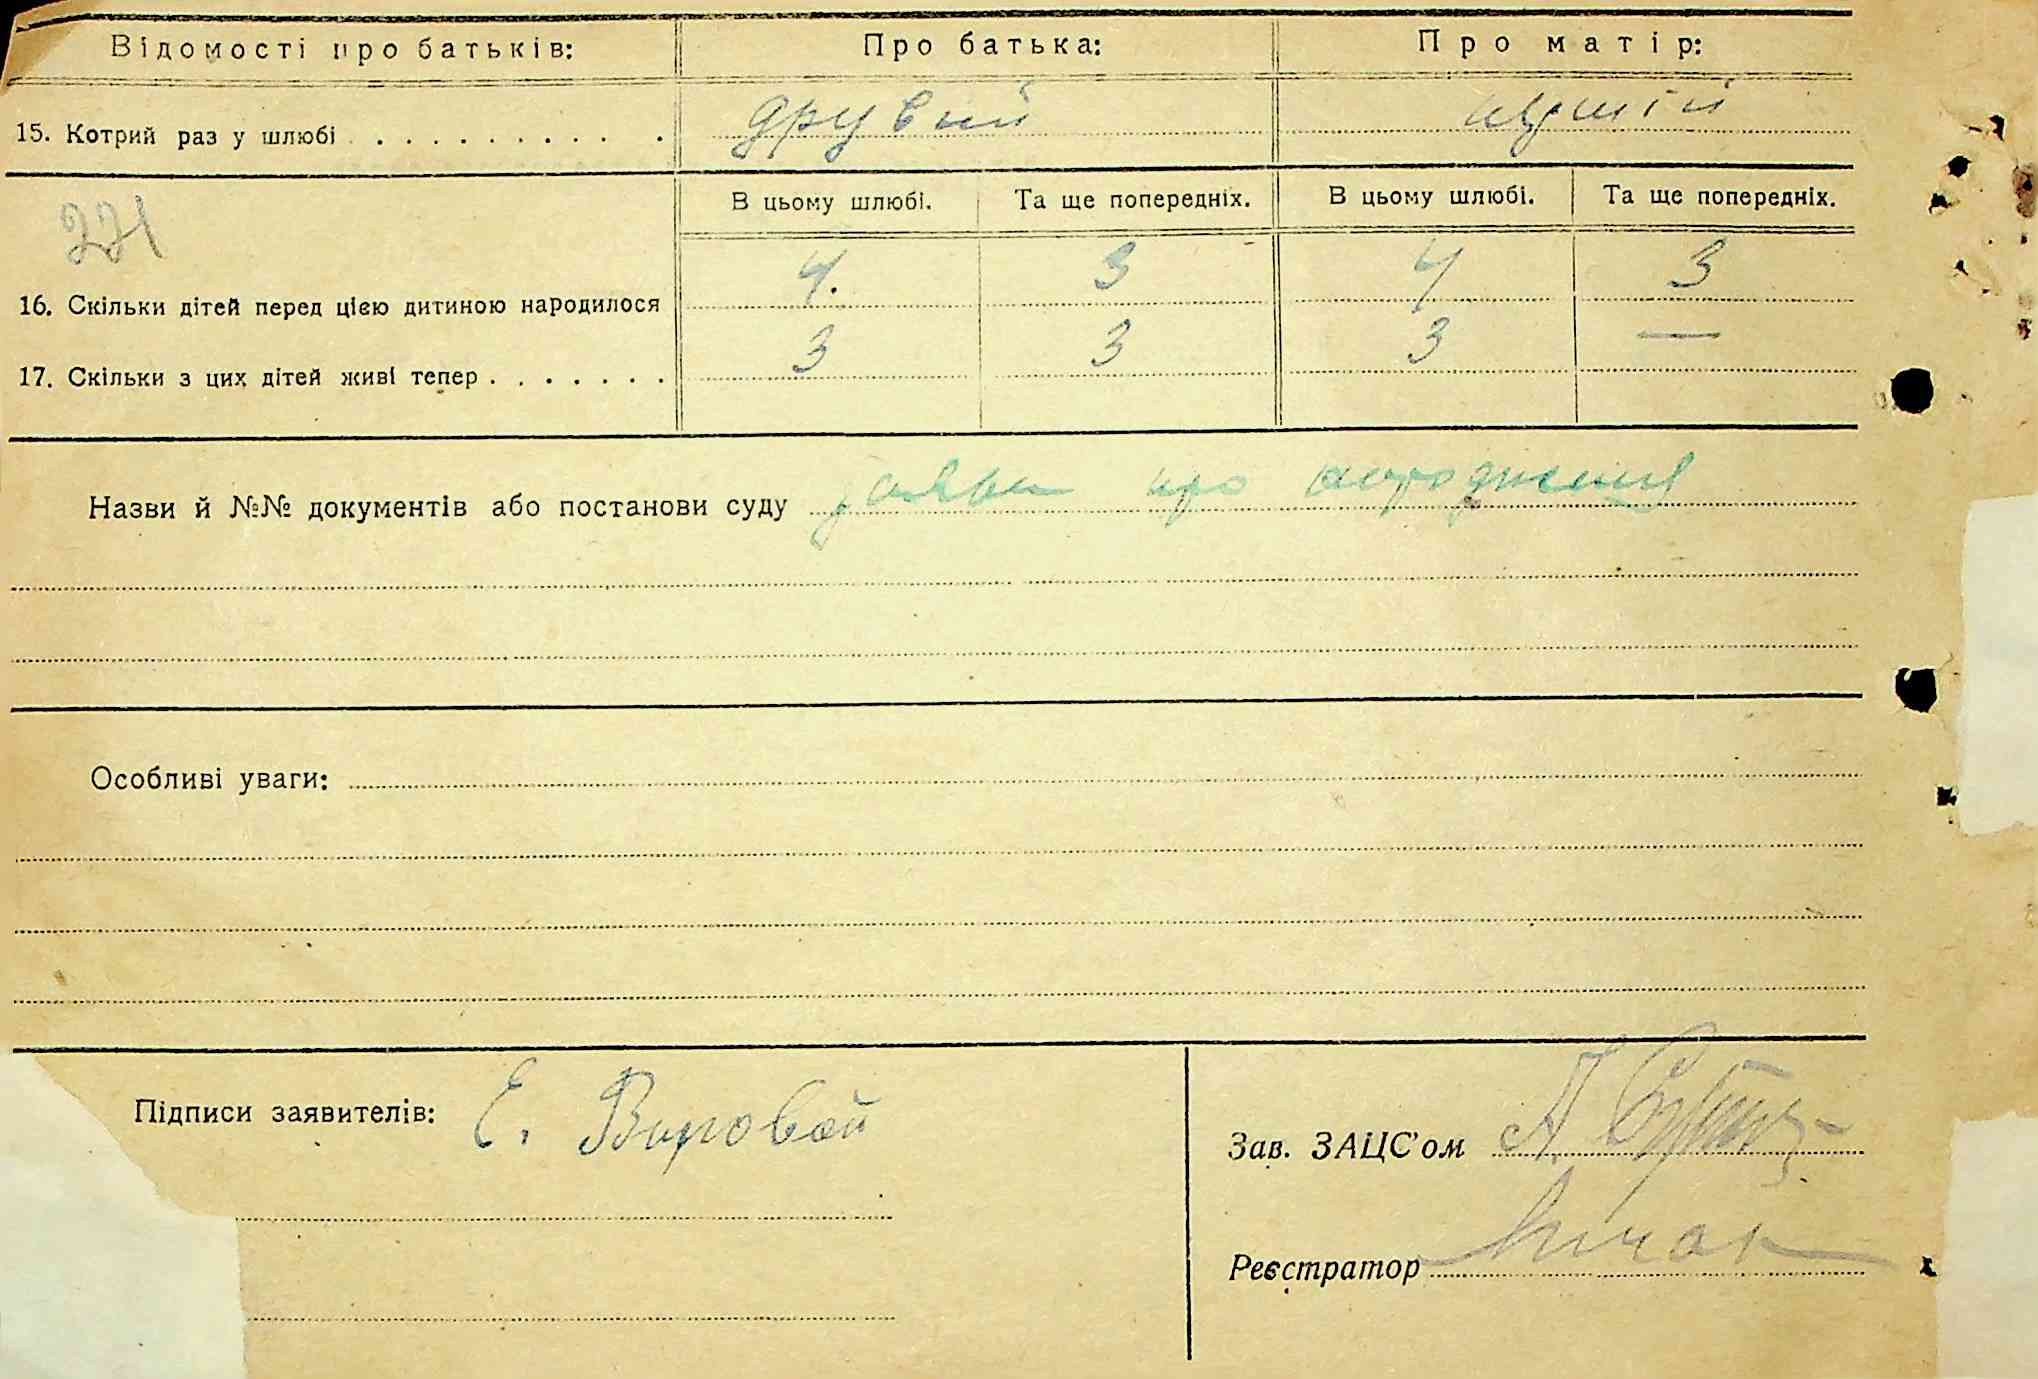 Відомості про батьків: Про батька: Про матір:
15. Котрий раз у шлюбі . . . . . . . . . . другий перший
221 В цьому шлюбі. Та ще попередніх. В цьому шлюбі. Та ще попередніх.
16. Скільки дітей перед цією дитиною народилося 4. 3 4 3
17. Скільки з цих дітей живі тепер . . . . . . . 3 3 3 —
Назви й №№ документів або постанови суду заява про народження
Особливі уваги:
Підписи заявителів: Е.
Зав. ЗАЦС'ом А.
Реєстратор